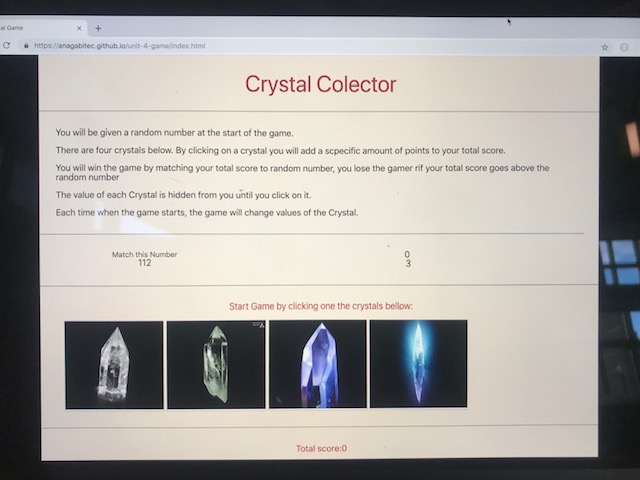 al Game
https://anagabitec.github.io/unit-4-game/index.html
Crystal Colector
You will be given a random number at the start of the game.
There are four crystals below. By clicking on a crystal you will add a scpecific amount of points to your total score.
You will win the game by matching your total score to random number, you lose the gamer rif your total score goes above the
random number
The value of each Crystal is hidden from you until you click on it.
Each time when the game starts, the game will change values of the Crystal.
Match this Number
112
0
3
Start Game by clicking one the crystals bellow:
Total score:0